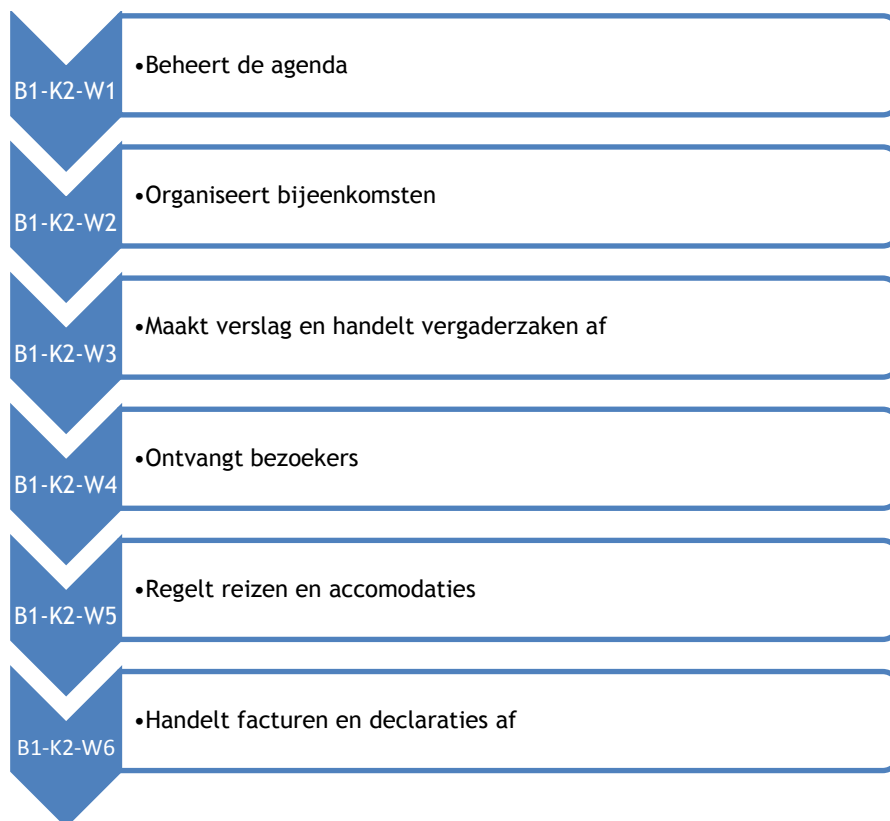 B1-K2-W1
•Beheert de agenda
B1-K2-W2
•Organiseert bijeenkomsten
B1-K2-W3
•Maakt verslag en handelt vergaderzaken af
B1-K2-W4
•Ontvangt bezoekers
B1-K2-W5
•Regelt reizen en accomodaties
B1-K2-W6
•Handelt facturen en declaraties af